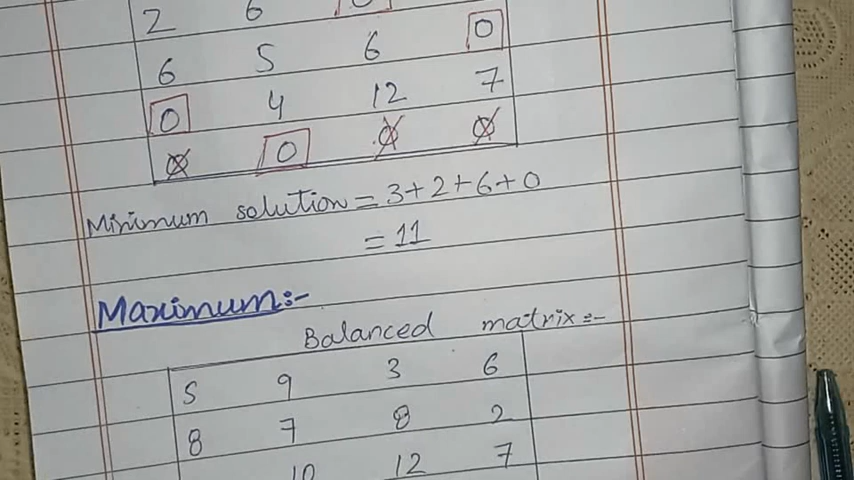 2 6 0
6 5 6 0
0 4 12 7
0 0 0 0
Minimum solution = 3+2+6+0
= 11
Maximum:-
Balanced matrix:-
5 9 3 6
8 7 8 2
10 12 7